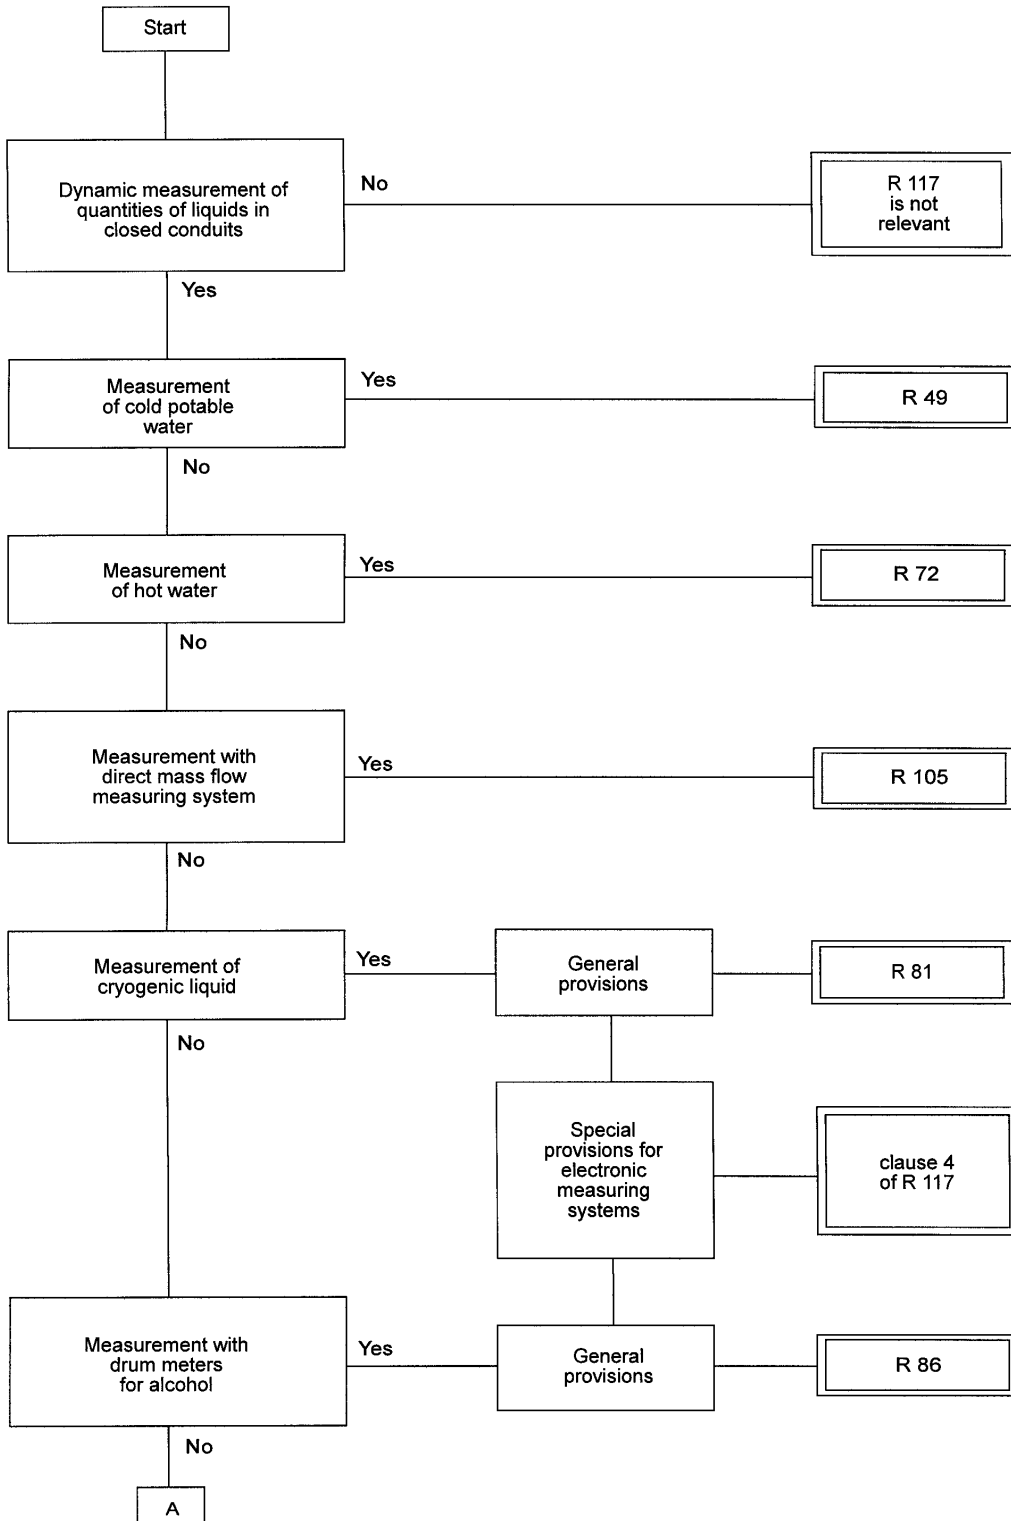 Start
Dynamic measurement of
quantities of liquids in
closed conduits
No
R 117
is not
relevant
Yes
Measurement
of cold potable
water
Yes
R 49
No
Measurement
of hot water
Yes
R 72
No
Measurement with
direct mass flow
measuring system
Yes
R 105
No
Measurement of
cryogenic liquid
Yes
General
provisions
R 81
No
Special
provisions for
electronic
measuring
systems
clause 4
of R 117
Measurement with
drum meters
for alcohol
Yes
General
provisions
R 86
No
A